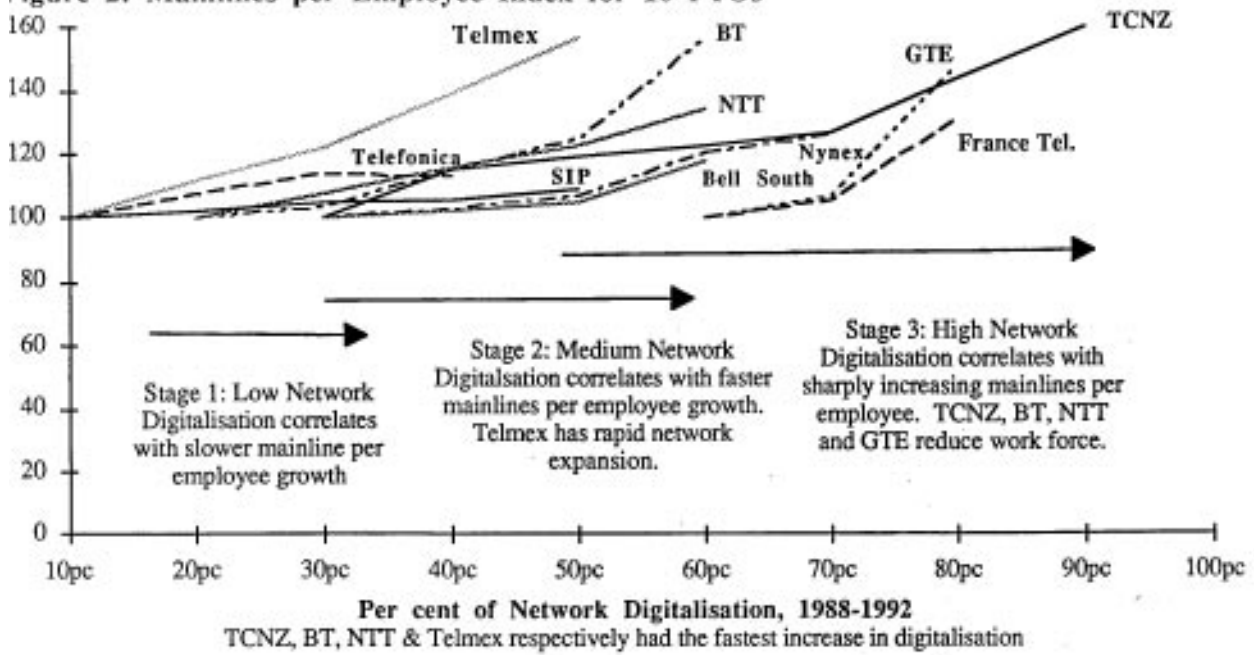 Figure 2: Mainlines per Employee Index for 10 PTOs
160
140
120
100
80
60
40
20
0
Telmex
BT
TCNZ
GTE
NTT
France Tel.
Telefonica
SIP
Nynex
Bell South
Stage 1: Low Network
Digitalisation correlates
with slower mainline per
employee growth
Stage 2: Medium Network
Digitalsation correlates with faster
mainlines per employee growth.
Telmex has rapid network
expansion.
Stage 3: High Network
Digitalisation correlates with
sharply increasing mainlines per
employee. TCNZ, BT, NTT
and GTE reduce work force.
10pc 20pc 30pc 40pc 50pc 60pc 70pc 80pc 90pc 100pc
Per cent of Network Digitalisation, 1988-1992
TCNZ, BT, NTT & Telmex respectively had the fastest increase in digitalisation